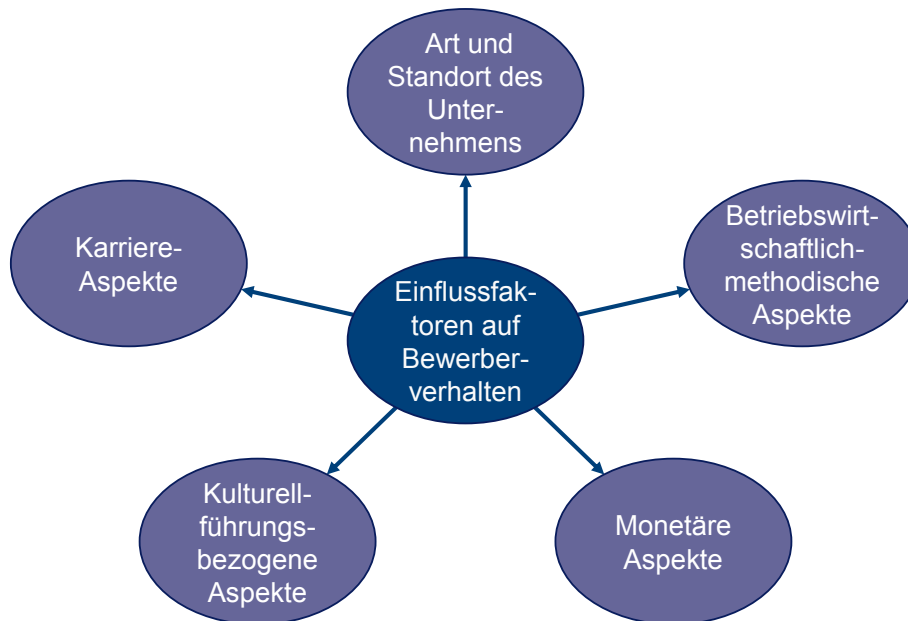 Art und
Standort des
Unter-
nehmens
Betriebswirt-
schaftlich-
methodische
Aspekte
Karriere-
Aspekte
Einflussfak-
toren auf
Bewerber-
verhalten
Kulturell-
führungs-
bezogene
Aspekte
Monetäre
Aspekte